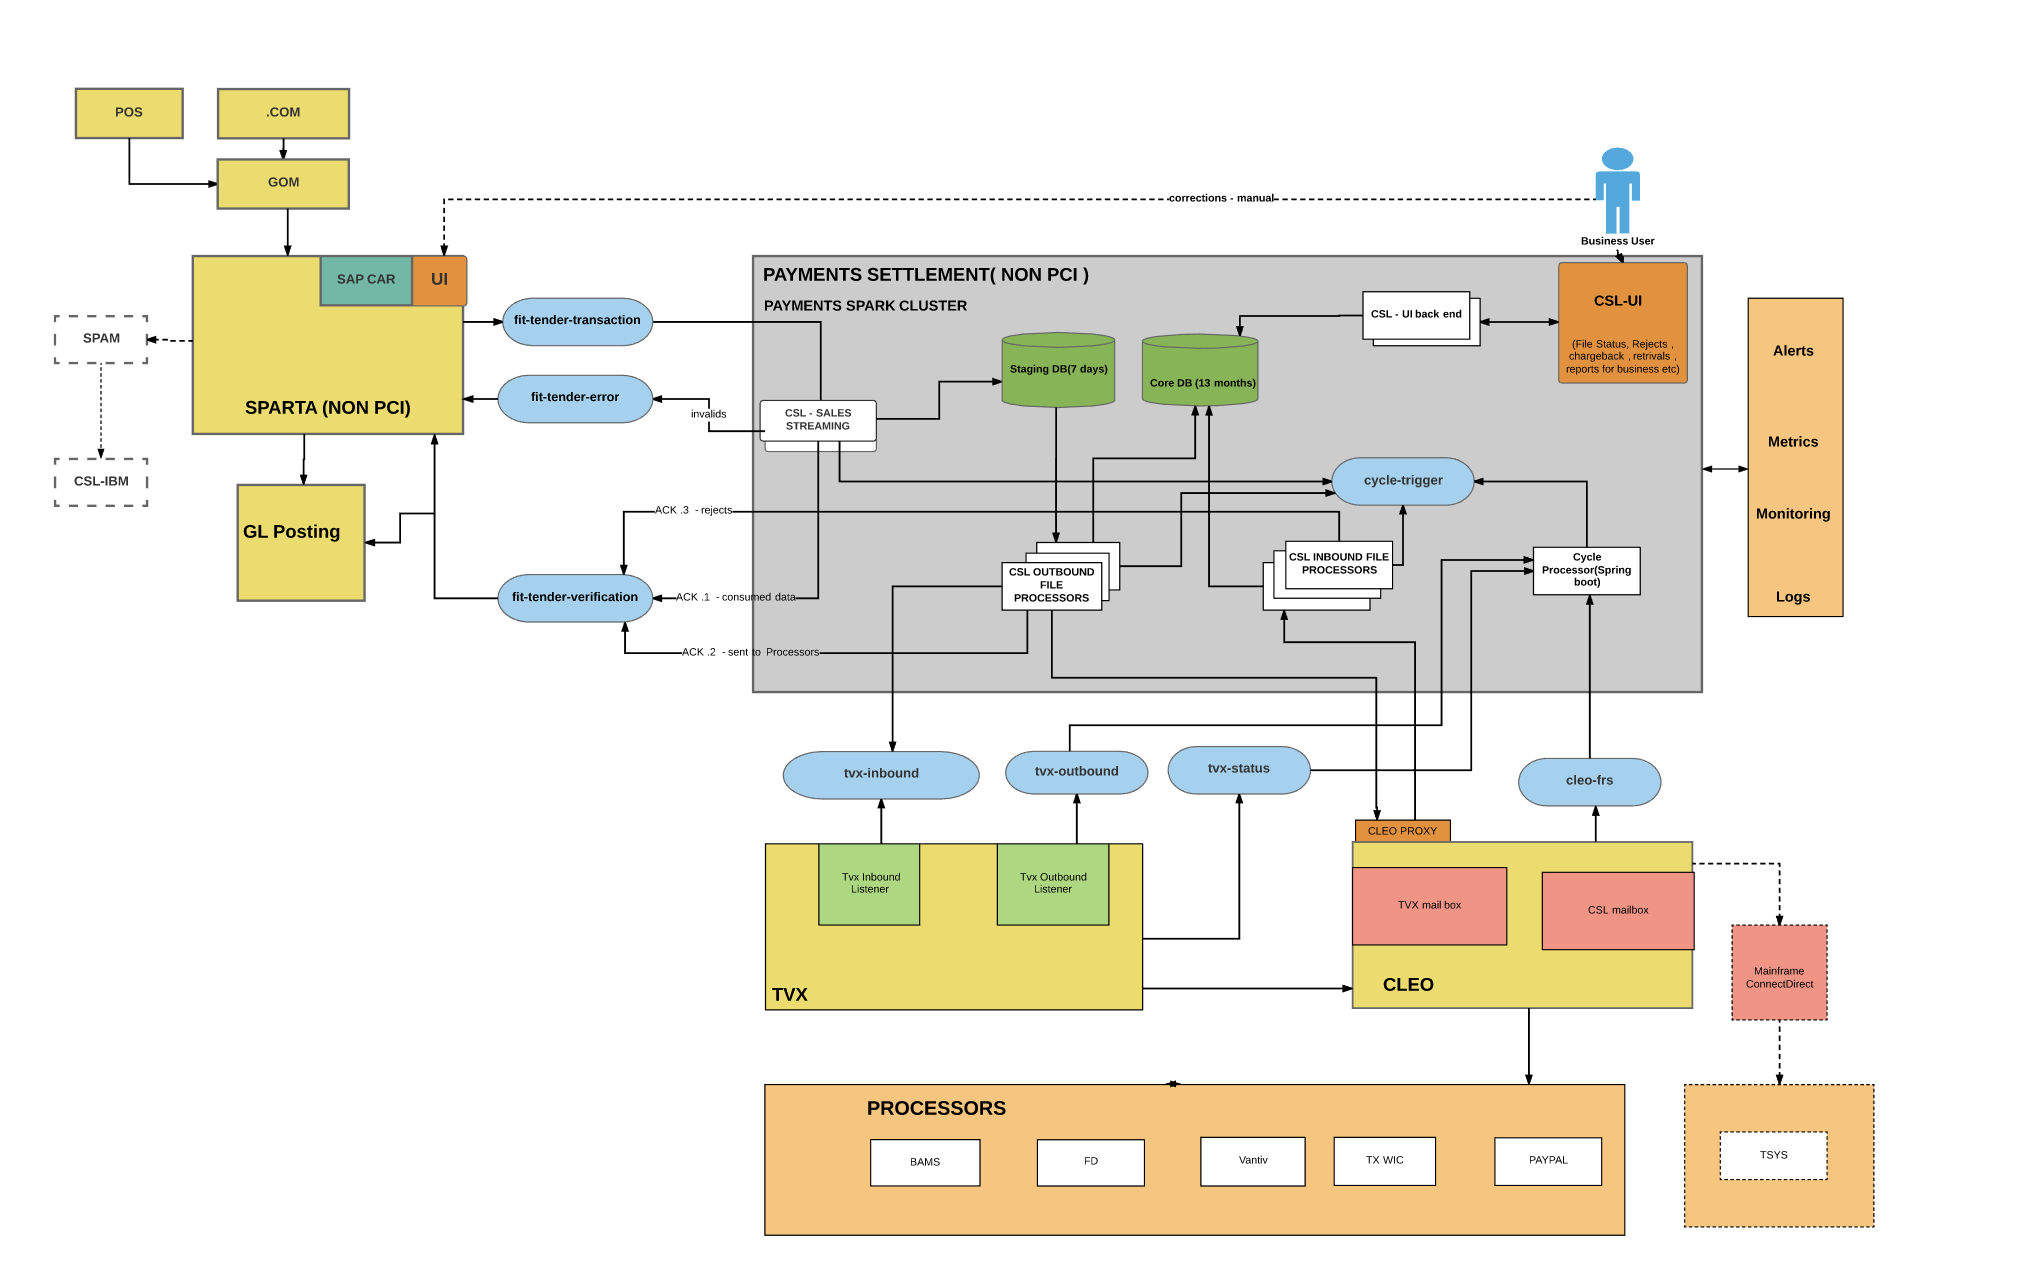 POS
.COM
GOM
corrections - manual
Business User
SAP CAR
UI
SPARTA (NON PCI)
SPAM
CSL-IBM
GL Posting
fit-tender-transaction
fit-tender-error
invalids
fit-tender-verification
ACK .3 - rejects
ACK .1 - consumed data
ACK .2 - sent to Processors
PAYMENTS SETTLEMENT( NON PCI )
PAYMENTS SPARK CLUSTER
CSL - SALES
STREAMING
Staging DB(7 days)
Core DB (13 months)
CSL - UI back end
CSL-UI
(File Status, Rejects ,
chargeback , retrivals ,
reports for business etc)
cycle-trigger
CSL OUTBOUND
FILE
PROCESSORS
CSL INBOUND FILE
PROCESSORS
Cycle
Processor(Spring
boot)
Alerts
Metrics
Monitoring
Logs
tvx-inbound
tvx-outbound
tvx-status
cleo-frs
Tvx Inbound
Listener
Tvx Outbound
Listener
TVX
CLEO PROXY
TVX mail box
CSL mailbox
CLEO
Mainframe
ConnectDirect
PROCESSORS
BAMS
FD
Vantiv
TX WIC
PAYPAL
TSYS